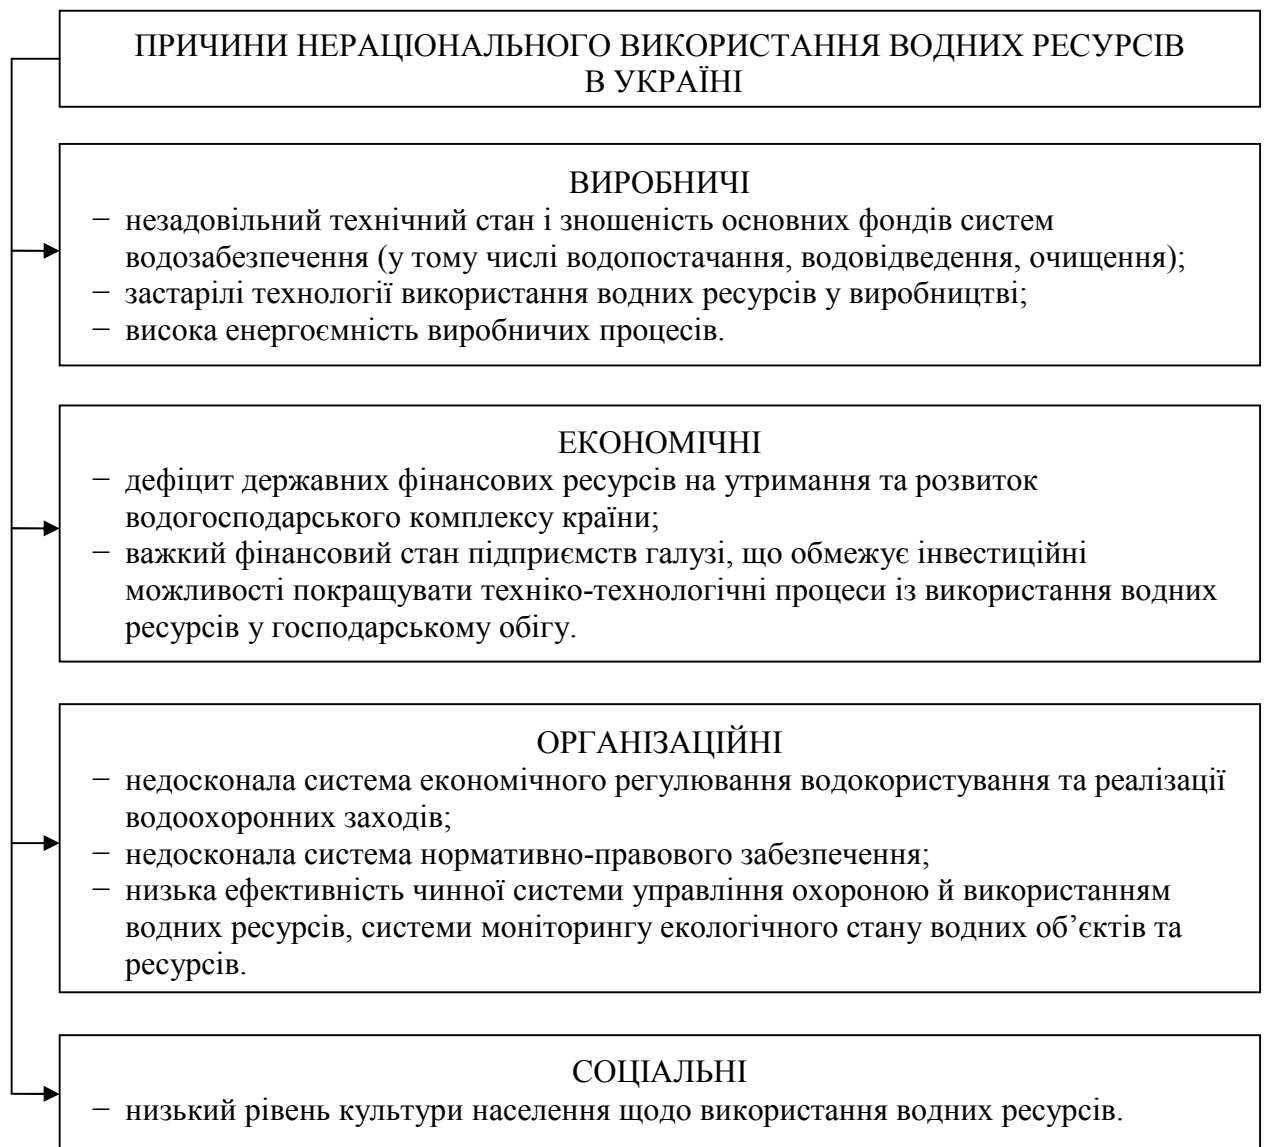 ПРИЧИНИ НЕРАЦІОНАЛЬНОГО ВИКОРИСТАННЯ ВОДНИХ РЕСУРСІВ
В УКРАЇНІ
ВИРОБНИЧІ
− незадовільний технічний стан і зношеність основних фондів систем
водозабезпечення (у тому числі водопостачання, водовідведення, очищення);
− застарілі технології використання водних ресурсів у виробництві;
− висока енергоємність виробничих процесів.
ЕКОНОМІЧНІ
− дефіцит державних фінансових ресурсів на утримання та розвиток
водогосподарського комплексу країни;
− важкий фінансовий стан підприємств галузі, що обмежує інвестиційні
можливості покращувати техніко-технологічні процеси із використання водних
ресурсів у господарському обігу.
ОРГАНІЗАЦІЙНІ
− недосконала система економічного регулювання водокористування та реалізації
водоохоронних заходів;
− недосконала система нормативно-правового забезпечення;
− низька ефективність чинної системи управління охороною й використанням
водних ресурсів, системи моніторингу екологічного стану водних об’єктів та
ресурсів.
СОЦІАЛЬНІ
− низький рівень культури населення щодо використання водних ресурсів.